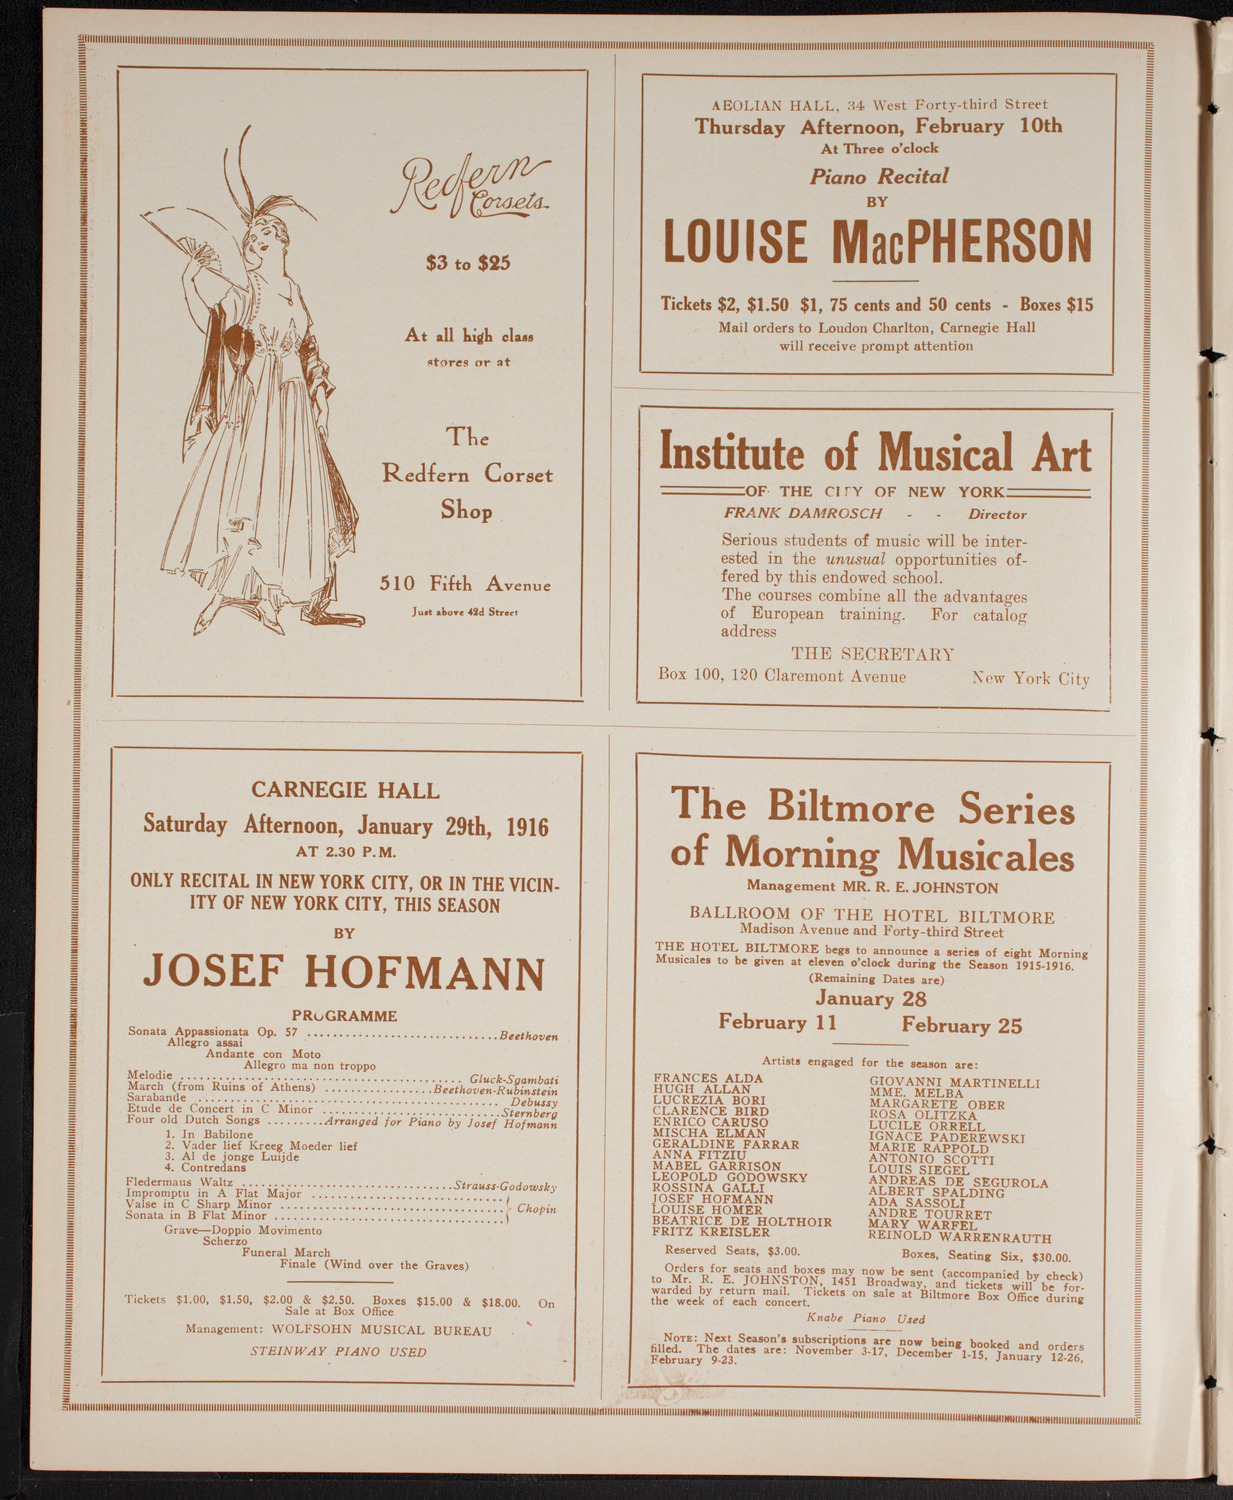 Redfern
Corsets
$3 to $25
At all high class
stores or at
The
Redfern Corset
Shop
510 Fifth Avenue
Just above 42d Street
AEOLIAN HALL, 34 West Forty-third Street
Thursday Afternoon, February 10th
At Three o'clock
Piano Recital
BY
LOUISE MacPHERSON
Tickets $2, $1.50 $1, 75 cents and 50 cents - Boxes $15
Mail orders to Loudon Charlton, Carnegie Hall
will receive prompt attention
Institute of Musical Art
OF THE CITY OF NEW YORK
FRANK DAMROSCH - - Director
Serious students of music will be inter-
ested in the unusual opportunities of-
fered by this endowed school.
The courses combine all the advantages
of European training. For catalog
address
THE SECRETARY
Box 100, 120 Claremont Avenue New York City
CARNEGIE HALL
Saturday Afternoon, January 29th, 1916
AT 2.30 P.M.
ONLY RECITAL IN NEW YORK CITY, OR IN THE VICIN-
ITY OF NEW YORK CITY, THIS SEASON
BY
JOSEF HOFMANN
PROGRAMME
Sonata Appassionata Op. 57 ............................Beethoven
Allegro assai
Andante con Moto
Allegro ma non troppo
Melodie ............................................ Gluck-Sgambati
March (from Ruins of Athens) .................Beethoven-Rubinstein
Sarabande ................................................ Debussy
Etude de Concert in C Minor ............................Sternberg
Four old Dutch Songs .........Arranged for Piano by Josef Hofmann
1. In Babilone
2. Vader lief Kreeg Moeder lief
3. Al de jonge Luijde
4. Contredans
Fledermaus Waltz .................................Strauss-Godowsky
Impromptu in A Flat Major ..............................
Valse in C Sharp Minor ................................... Chopin
Sonata in B Flat Minor ....................................
Grave—Doppio Movimento
Scherzo
Funeral March
Finale (Wind over the Graves)
Tickets $1.00, $1.50, $2.00 & $2.50. Boxes $15.00 & $18.00. On
Sale at Box Office
Management: WOLFSOHN MUSICAL BUREAU
STEINWAY PIANO USED
The Biltmore Series
of Morning Musicales
Management MR. R. E. JOHNSTON
BALLROOM OF THE HOTEL BILTMORE
Madison Avenue and Forty-third Street
THE HOTEL BILTMORE begs to announce a series of eight Morning
Musicales to be given at eleven o'clock during the Season 1915-1916.
(Remaining Dates are)
January 28
February 11 February 25
Artists engaged for the season are:
FRANCES ALDA
HUGH ALLAN
LUCREZIA BORI
CLARENCE BIRD
ENRICO CARUSO
MISCHA ELMAN
GERALDINE FARRAR
ANNA FITZIU
MABEL GARRISON
LEOPOLD GODOWSKY
ROSSINA GALLI
JOSEF HOFMANN
LOUISE HOMER
BEATRICE DE HOLTHOIR
FRITZ KREISLER
GIOVANNI MARTINELLI
MME. MELBA
MARGARETE OBER
ROSA OLITZKA
LUCILE ORRELL
IGNACE PADEREWSKI
MARIE RAPPOLD
ANTONIO SCOTTI
LOUIS SIEGEL
ANDREAS DE SEGUROLA
ALBERT SPALDING
ADA SASSOLI
ANDRE TOURRET
MARY WARFEL
REINOLD WARRENRAUTH
Reserved Seats, $3.00. Boxes, Seating Six, $30.00.
Orders for seats and boxes may now be sent (accompanied by check)
to Mr. R. E. JOHNSTON, 1451 Broadway, and tickets will be for-
warded by return mail. Tickets on sale at Biltmore Box Office during
the week of each concert.
Knabe Piano Used
NOTE: Next Season's subscriptions are now being booked and orders
filled. The dates are: November 3-17, December 1-15, January 12-26,
February 9-23.